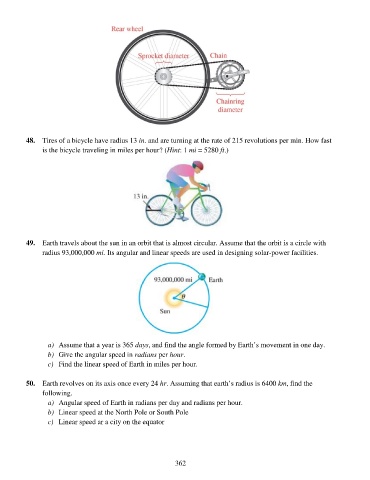 Rear wheel
Sprocket diameter
Chain
Chainring
diameter
48. Tires of a bicycle have radius 13 in. and are turning at the rate of 215 revolutions per min. How fast
is the bicycle traveling in miles per hour? (Hint: 1 mi = 5280 ft.)
13 in.
49. Earth travels about the sun in an orbit that is almost circular. Assume that the orbit is a circle with
radius 93,000,000 mi. Its angular and linear speeds are used in designing solar-power facilities.
93,000,000 mi
Earth
θ
Sun
a) Assume that a year is 365 days, and find the angle formed by Earth's movement in one day.
b) Give the angular speed in radians per hour.
c) Find the linear speed of Earth in miles per hour.
50. Earth revolves on its axis once every 24 hr. Assuming that earth's radius is 6400 km, find the
following.
a) Angular speed of Earth in radians per day and radians per hour.
b) Linear speed at the North Pole or South Pole
c) Linear speed ar a city on the equator
362